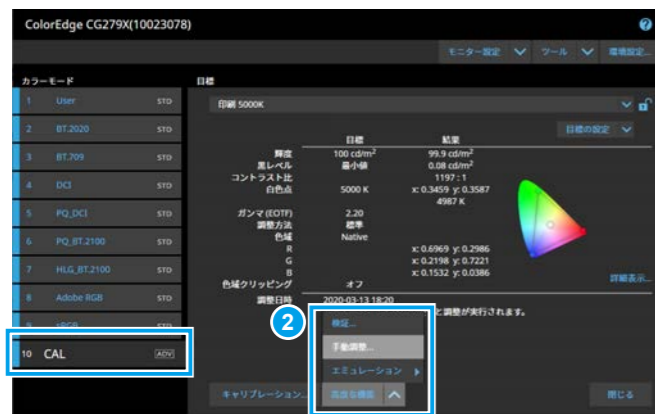 ColorEdge CG279X(10023078)
モニター設定 ツール 環境設定...
カラーモード
目標
1 User STD
2 BT.2020 STD
3 BT.709 STD
4 DCI STD
5 PQ_DCI STD
6 PQ_BT.2100 STD
7 HLG_BT.2100 STD
8 Adobe RGB STD
9 sRGB STD
10 CAL ADV
印刷 5000K
目標の設定
目標 結果
輝度 100 cd/m² 99.9 cd/m²
黒レベル 最小値 0.08 cd/m²
コントラスト比 1197 : 1
白色点 5000 K x: 0.3459 y: 0.3587
4987 K
ガンマ (EOTF) 2.20
調整方法 標準
色域 Native
R x: 0.6969 y: 0.2986
G x: 0.2198 y: 0.7221
B x: 0.1532 y: 0.0386
色域クリッピング オフ
詳細表示...
調整日時 2020-03-13 18:20
と調整が実行されます。
2
検証...
手動調整...
エミュレーション
キャリブレーション... 高度な機能 閉じる